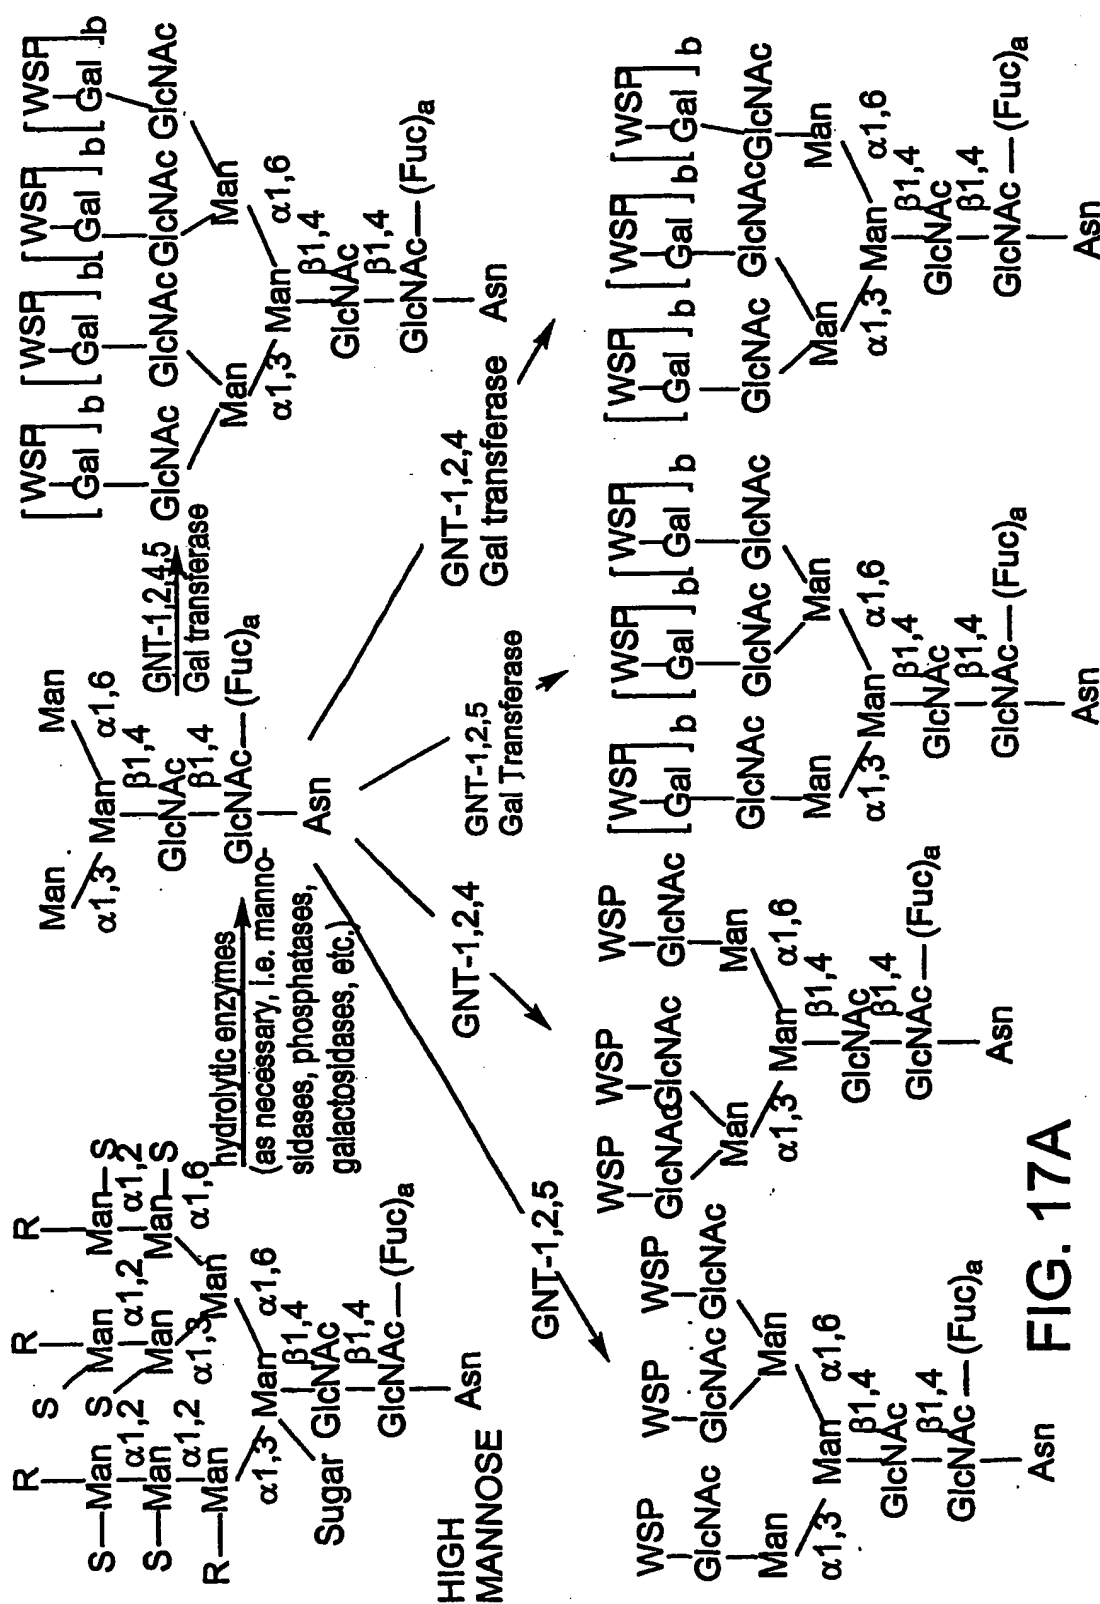 R R R
S
S—Man Man Man—S
α1,2 α1,2 α1,2
S—Man S Man Man—S
α1,2 α1,3 α1,6
R—Man Man
α1,3 Man α1,6
Sugar β1,4
GlcNAc
β1,4
GlcNAc—(Fuc)a
Asn
HIGH
MANNOSE
hydrolytic enzymes
(as necessary, i.e. manno-
sidases, phosphatases,
galactosidases, etc.)
Man Man
α1,3 Man α1,6
β1,4
GlcNAc
β1,4
GlcNAc—(Fuc)a
Asn
GNT-1,2,4,5
Gal transferase
[WSP [WSP [WSP [WSP
[Gal]b [Gal]b [Gal]b [Gal]b
GlcNAc GlcNAc GlcNAc GlcNAc
Man Man
α1,3 Man α1,6
β1,4
GlcNAc
β1,4
GlcNAc—(Fuc)a
Asn
GNT-1,2,5
GNT-1,2,4
GNT-1,2,5
Gal Transferase
GNT-1,2,4
Gal transferase
WSP WSP WSP
GlcNAc GlcNAc GlcNAc
Man Man
α1,3 Man α1,6
β1,4
GlcNAc
β1,4
GlcNAc—(Fuc)a
Asn
WSP WSP WSP
GlcNAc GlcNAc GlcNAc
Man Man
α1,3 Man α1,6
β1,4
GlcNAc
β1,4
GlcNAc—(Fuc)a
Asn
[WSP [WSP [WSP
[Gal]b [Gal]b [Gal]b
GlcNAc GlcNAc GlcNAc
Man Man
α1,3 Man α1,6
β1,4
GlcNAc
β1,4
GlcNAc—(Fuc)a
Asn
[WSP [WSP [WSP
[Gal]b [Gal]b [Gal]b
GlcNAc GlcNAc GlcNAc
Man Man
α1,3 Man α1,6
β1,4
GlcNAc
β1,4
GlcNAc—(Fuc)a
Asn
FIG. 17A